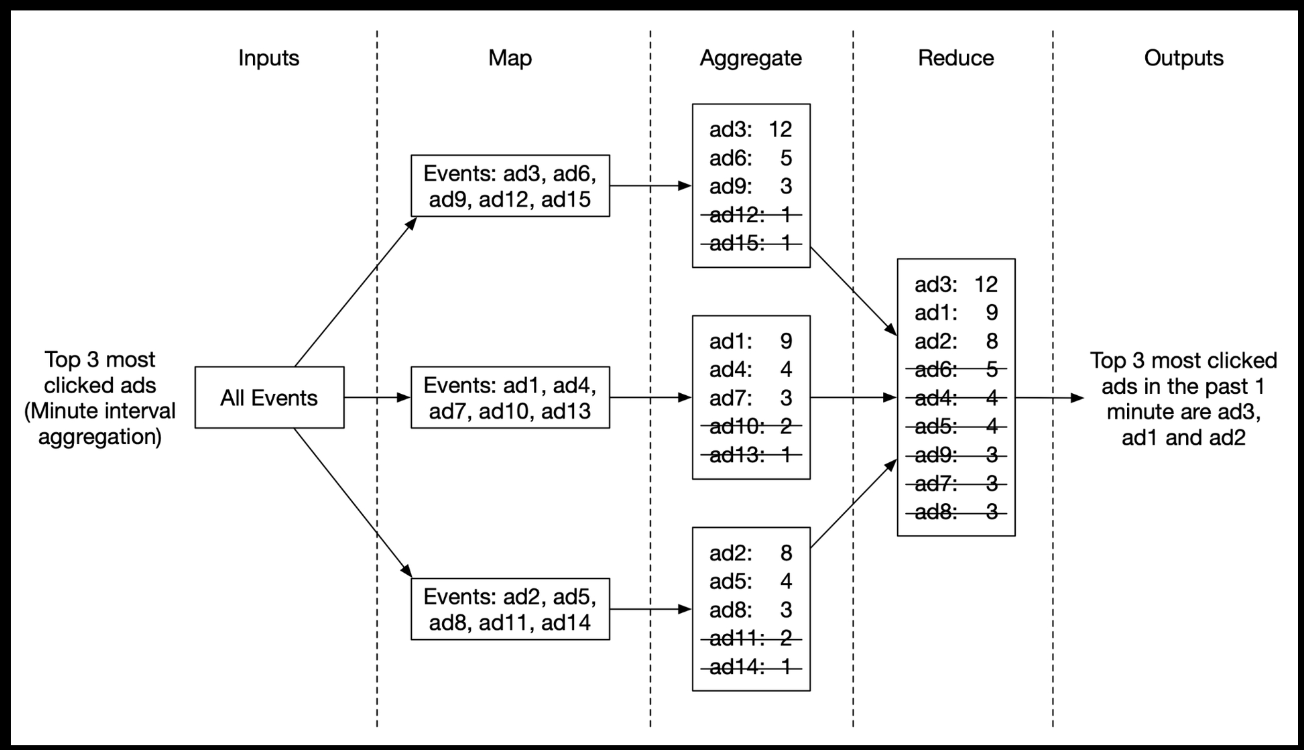 Inputs
Map
Aggregate
Reduce
Outputs
Top 3 most
clicked ads
(Minute interval
aggregation)
All Events
Events: ad3, ad6,
ad9, ad12, ad15
Events: ad1, ad4,
ad7, ad10, ad13
Events: ad2, ad5,
ad8, ad11, ad14
ad3: 12
ad6: 5
ad9: 3
ad12: 1
ad15: 1
ad1: 9
ad4: 4
ad7: 3
ad10: 2
ad13: 1
ad2: 8
ad5: 4
ad8: 3
ad11: 2
ad14: 1
ad3: 12
ad1: 9
ad2: 8
ad6: 5
ad4: 4
ad5: 4
ad9: 3
ad7: 3
ad8: 3
Top 3 most clicked
ads in the past 1
minute are ad3,
ad1 and ad2